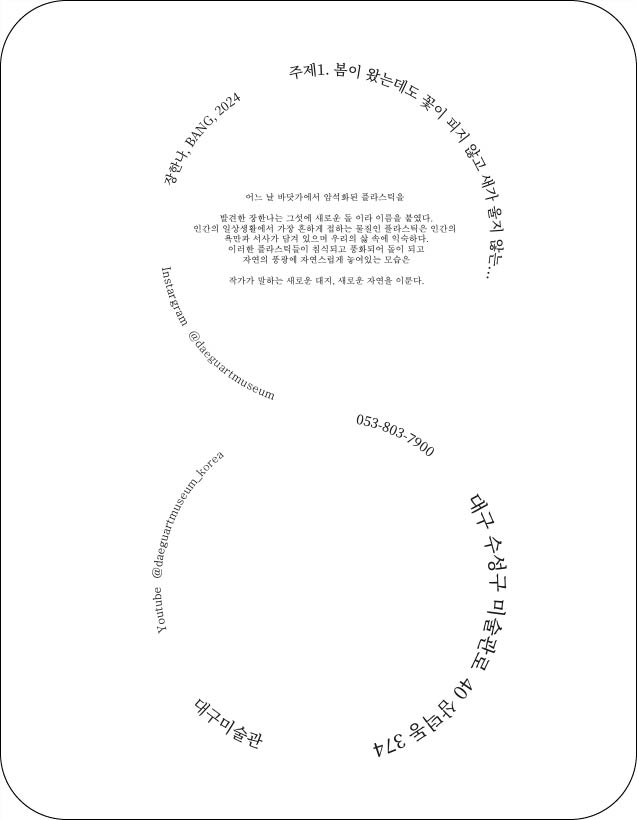 주제1. 봄이 왔는데도 꽃이 피지 않고 새가 울지 않는...
장한나, BANG, 2024
어느 날 바닷가에서 암석화된 플라스틱을
발견한 장한나는 그것에 새로운 돌 이라 이름을 붙였다.
인간의 일상생활에서 가장 흔하게 접하는 물질인 플라스틱은 인간의
욕망과 서사가 담겨 있으며 우리의 삶 속에 익숙하다.
이러한 플라스틱들이 침식되고 풍화되어 돌이 되고
자연의 풍광에 자연스럽게 놓여있는 모습은
작가가 말하는 새로운 대지, 새로운 자연을 이룬다.
Instargram @daeguartmuseum
053-803-7900
Youtube @daeguartmuseum_korea
대구 수성구 미술관로 40 삼덕동 374
대구미술관